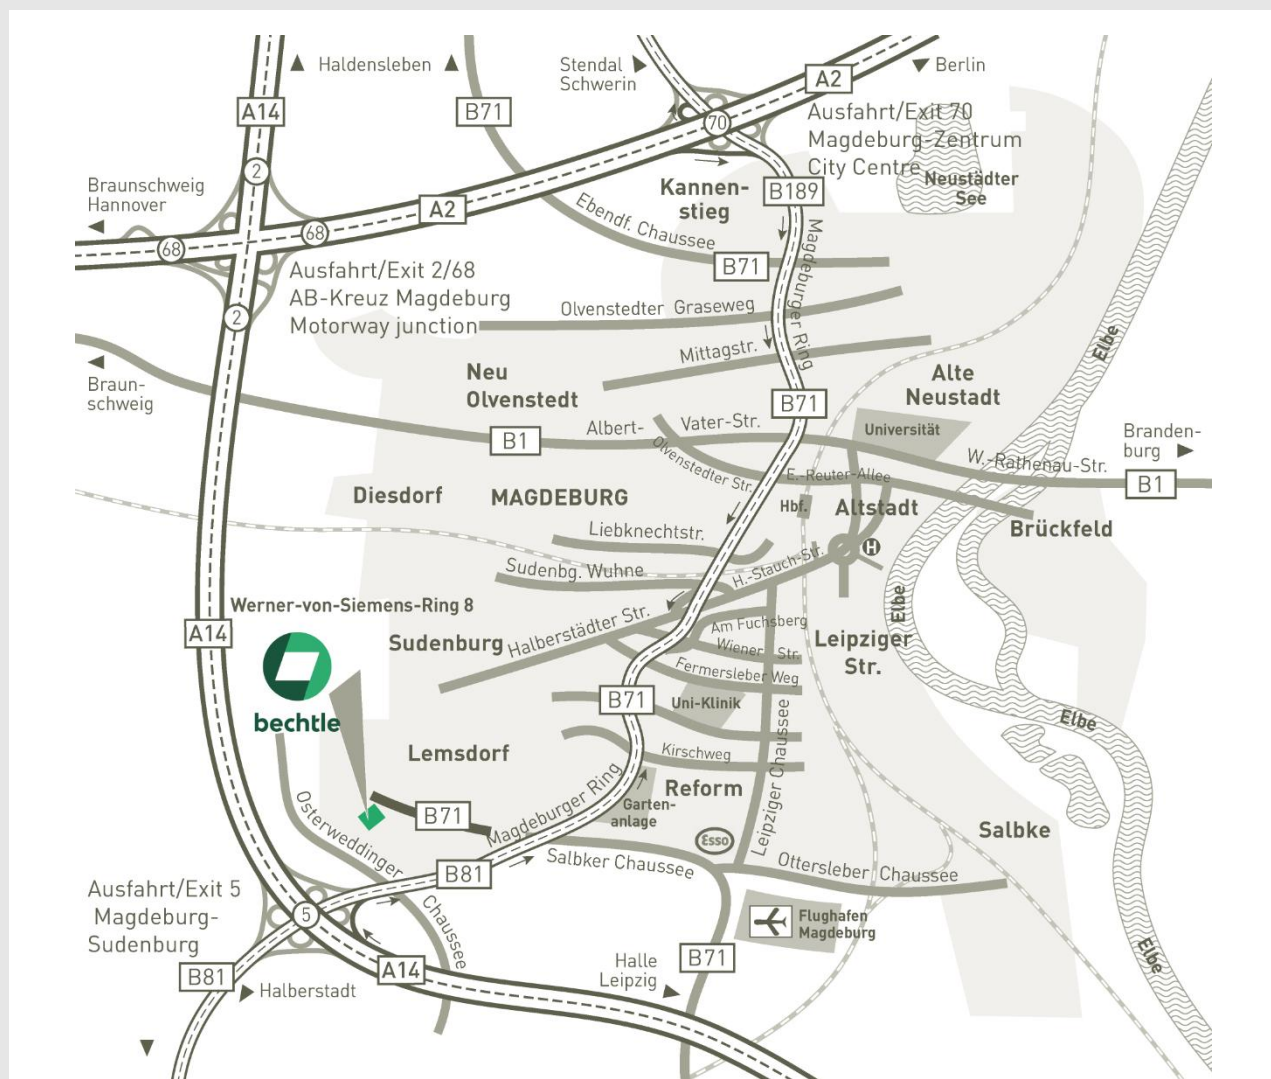 Haldensleben
Stendal
Schwerin
Berlin
A2
A14
B71
Ausfahrt/Exit 70
Magdeburg-Zentrum
City Centre
70
2
Braunschweig
Hannover
Kannen-
stieg
B189
Neustädter
See
A2
Ebendf. Chaussee
68
68
Magdeburger Ring
B71
Ausfahrt/Exit 2/68
AB-Kreuz Magdeburg
Motorway junction
2
Olvenstedter Graseweg
Elbe
Mittagstr.
Braun-
schweig
Neu
Olvenstedt
Alte
Neustadt
B71
Albert-
Vater-Str.
Universität
B1
Branden-
burg
Olvenstedter Str.
W.-Rathenau-Str.
E.-Reuter-Allee
B1
Diesdorf
MAGDEBURG
Hbf.
Altstadt
Brückfeld
Liebknechtstr.
H
Sudenbg. Wuhne
H.-Stauch-Str.
Werner-von-Siemens-Ring 8
Elbe
A14
Sudenburg
Halberstädter Str.
Am Fuchsberg
Wiener Str.
Leipziger
Str.
Fermersleber Weg
bechtle
B71
Uni-Klinik
Elbe
Lemsdorf
Kirschweg
Leipziger Chaussee
Reform
Osterweddinger
Chaussee
B71
Magdeburger Ring
Garten-
anlage
Esso
Salbke
B81
Salbker Chaussee
Ottersleber Chaussee
Ausfahrt/Exit 5
Magdeburg-
Sudenburg
5
Flughafen
Magdeburg
B81
Halberstadt
A14
Halle
Leipzig
B71
Elbe